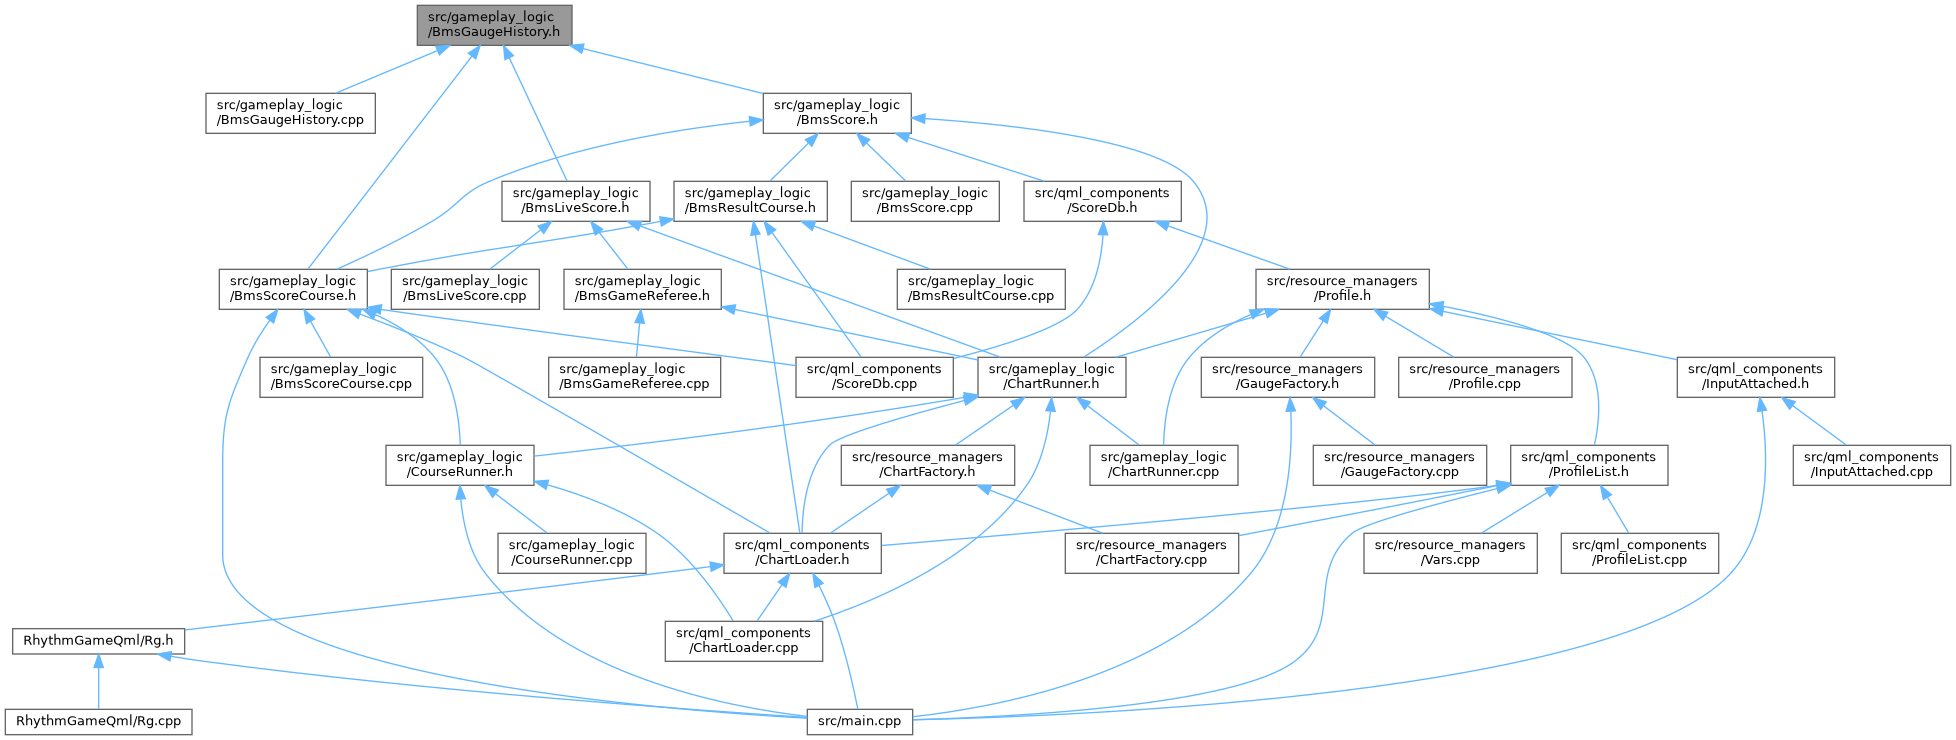 src/gameplay_logic
/BmsGaugeHistory.h
src/gameplay_logic
/BmsGaugeHistory.cpp
src/gameplay_logic
/BmsScore.h
src/gameplay_logic
/BmsLiveScore.h
src/gameplay_logic
/BmsResultCourse.h
src/gameplay_logic
/BmsScore.cpp
src/qml_components
/ScoreDb.h
src/gameplay_logic
/BmsScoreCourse.h
src/gameplay_logic
/BmsLiveScore.cpp
src/gameplay_logic
/BmsGameReferee.h
src/gameplay_logic
/BmsResultCourse.cpp
src/resource_managers
/Profile.h
src/gameplay_logic
/BmsScoreCourse.cpp
src/gameplay_logic
/BmsGameReferee.cpp
src/qml_components
/ScoreDb.cpp
src/gameplay_logic
/ChartRunner.h
src/resource_managers
/GaugeFactory.h
src/resource_managers
/Profile.cpp
src/qml_components
/InputAttached.h
src/gameplay_logic
/CourseRunner.h
src/resource_managers
/ChartFactory.h
src/gameplay_logic
/ChartRunner.cpp
src/resource_managers
/GaugeFactory.cpp
src/qml_components
/ProfileList.h
src/qml_components
/InputAttached.cpp
src/gameplay_logic
/CourseRunner.cpp
src/qml_components
/ChartLoader.h
src/resource_managers
/ChartFactory.cpp
src/resource_managers
/Vars.cpp
src/qml_components
/ProfileList.cpp
RhythmGameQml/Rg.h
src/qml_components
/ChartLoader.cpp
RhythmGameQml/Rg.cpp
src/main.cpp